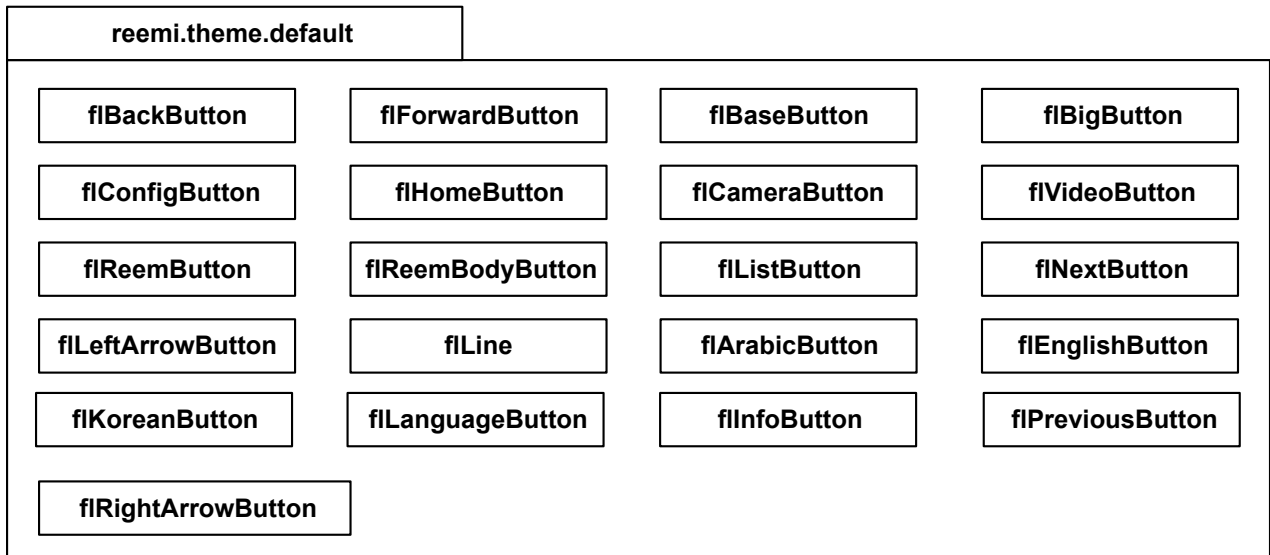 reemi.theme.default
flBackButton flForwardButton flBaseButton flBigButton
flConfigButton flHomeButton flCameraButton flVideoButton
flReemButton flReemBodyButton flListButton flNextButton
flLeftArrowButton flLine flArabicButton flEnglishButton
flKoreanButton flLanguageButton flInfoButton flPreviousButton
flRightArrowButton